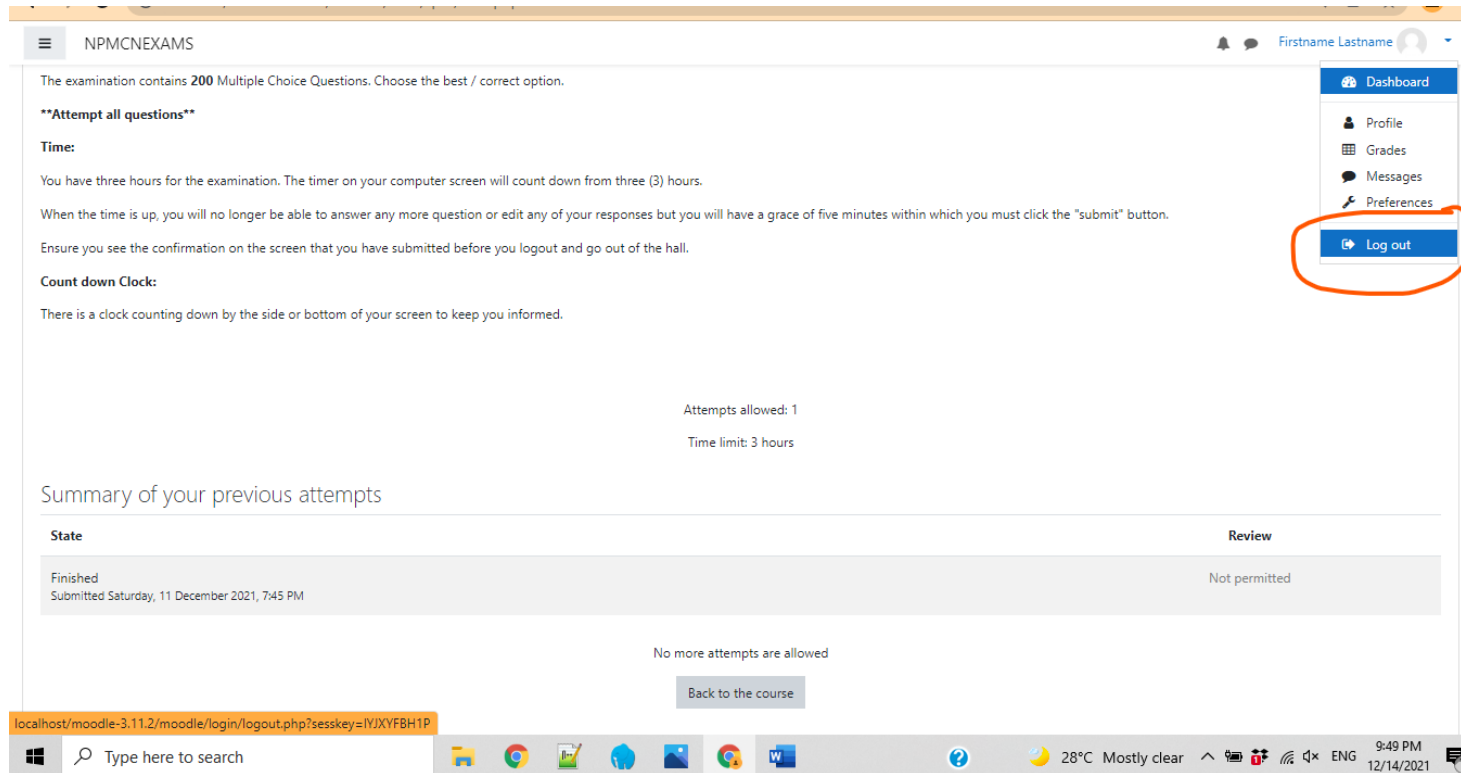 NPMCNEXAMS
Firstname Lastname
The examination contains 200 Multiple Choice Questions. Choose the best / correct option.
**Attempt all questions**
Time:
You have three hours for the examination. The timer on your computer screen will count down from three (3) hours.
When the time is up, you will no longer be able to answer any more question or edit any of your responses but you will have a grace of five minutes within which you must click the "submit" button.
Ensure you see the confirmation on the screen that you have submitted before you logout and go out of the hall.
Count down Clock:
There is a clock counting down by the side or bottom of your screen to keep you informed.
Dashboard
Profile
Grades
Messages
Preferences
Log out
Attempts allowed: 1
Time limit: 3 hours
Summary of your previous attempts
State Review
Finished Not permitted
Submitted Saturday, 11 December 2021, 7:45 PM
No more attempts are allowed
Back to the course
localhost/moodle-3.11.2/moodle/login/logout.php?sesskey=IYJXYFBH1P
Type here to search
28°C Mostly clear
ENG
9:49 PM
12/14/2021